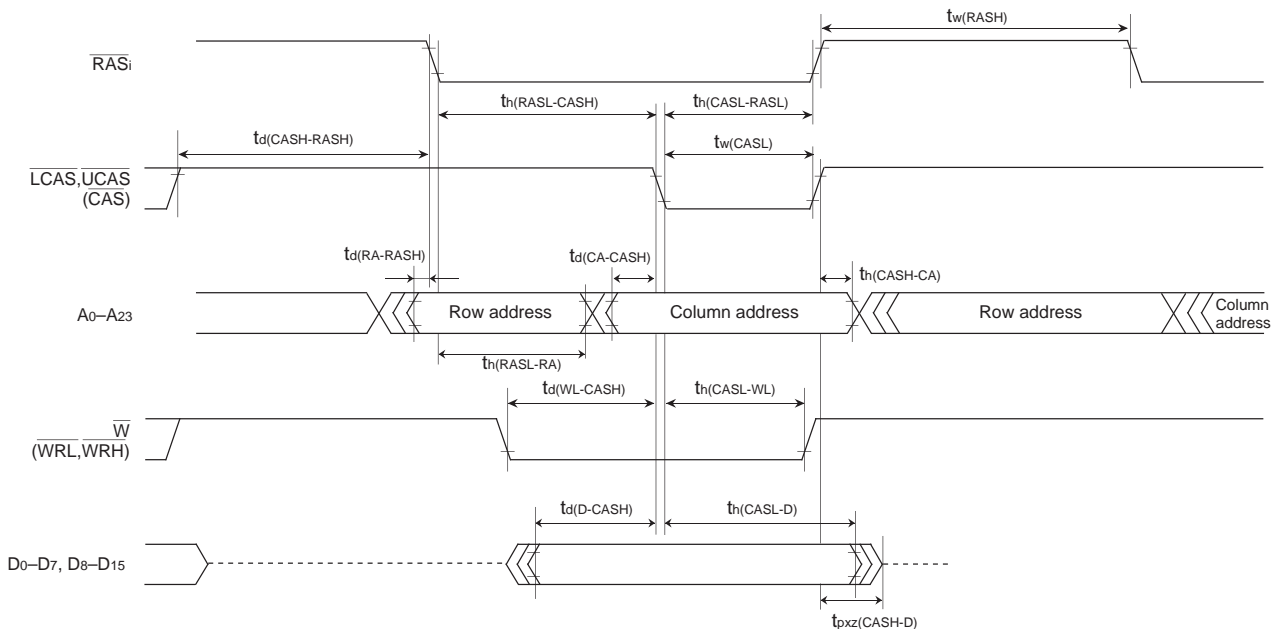 tw(RASH)
RASi
th(RASL-CASH) th(CASL-RASL)
td(CASH-RASH)
tw(CASL)
LCAS,UCAS
(CAS)
td(RA-RASH) td(CA-CASH)
th(CASH-CA)
A0–A23
Row address
Column address
Row address
Column
address
th(RASL-RA)
td(WL-CASH) th(CASL-WL)
W
(WRL,WRH)
td(D-CASH) th(CASL-D)
D0–D7, D8–D15
tpxz(CASH-D)